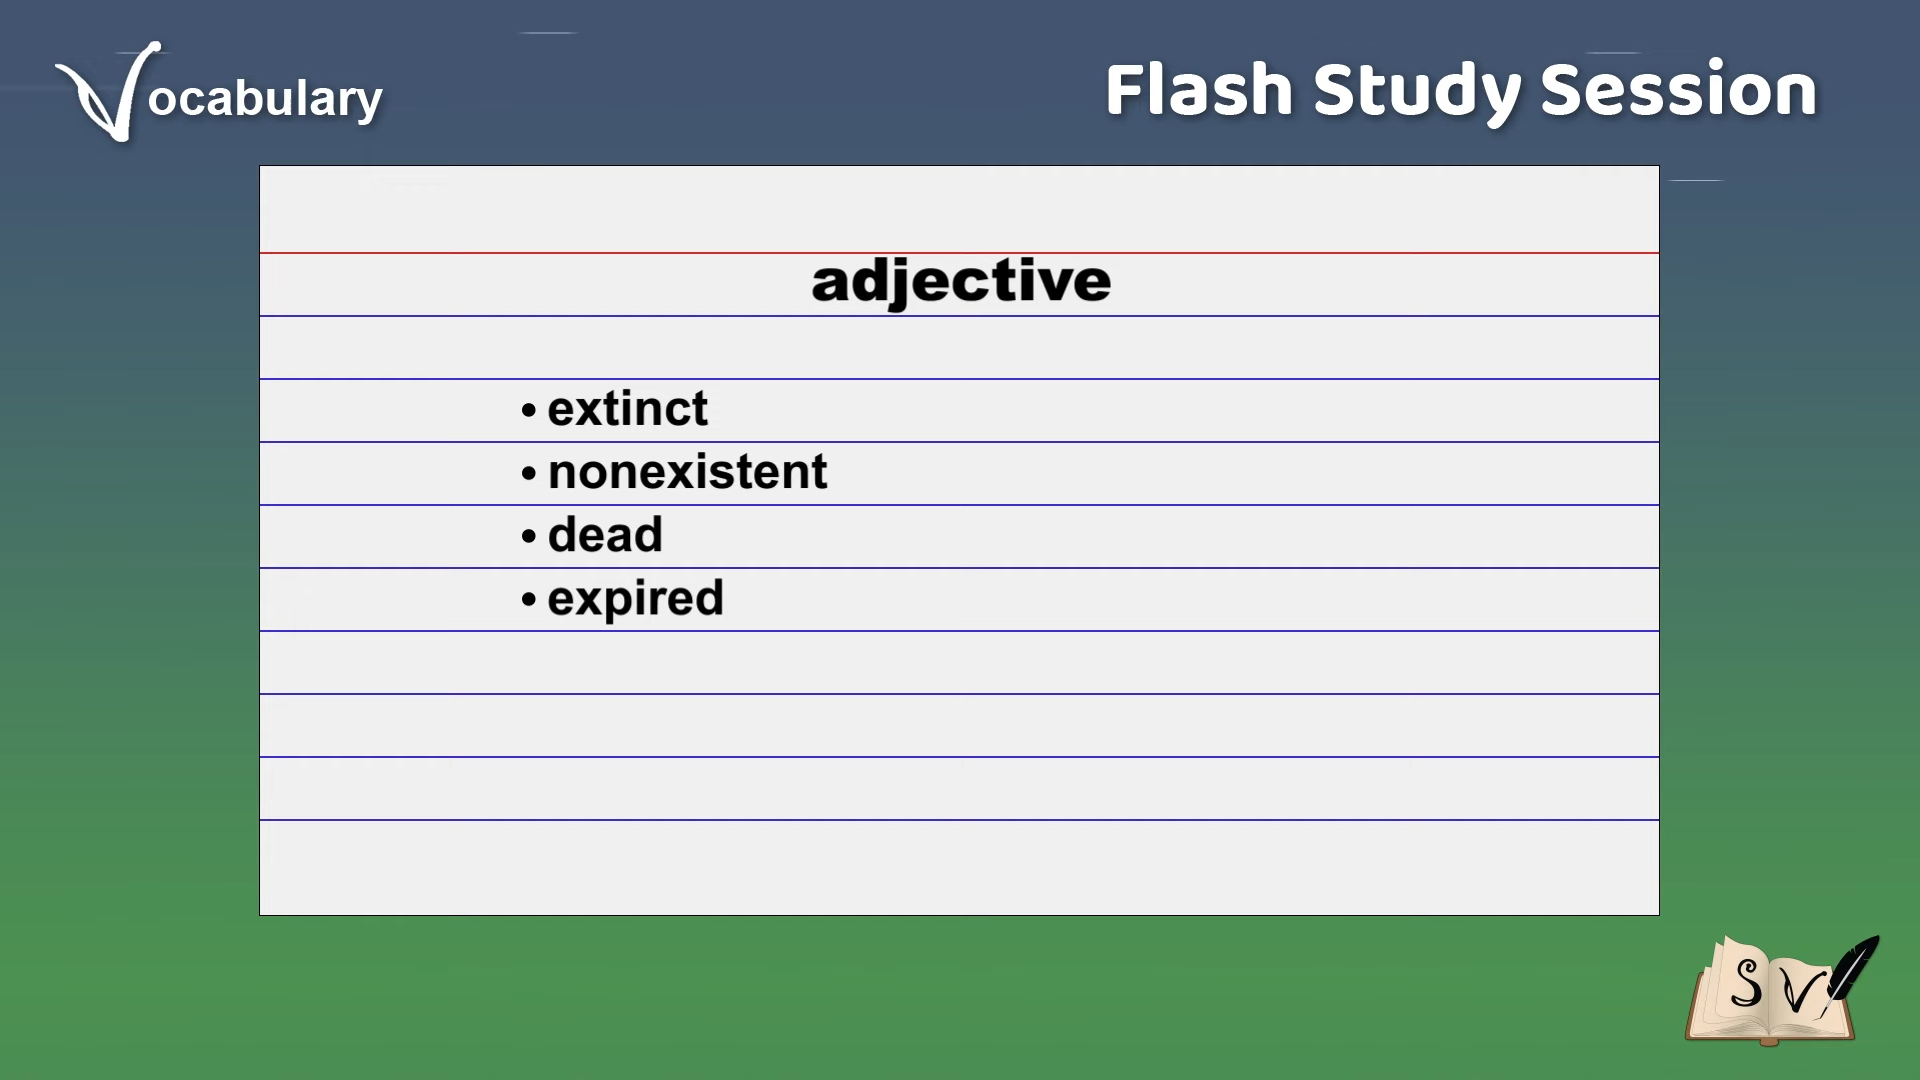 Vocabulary
Flash Study Session
adjective
• extinct
• nonexistent
• dead
• expired
S V